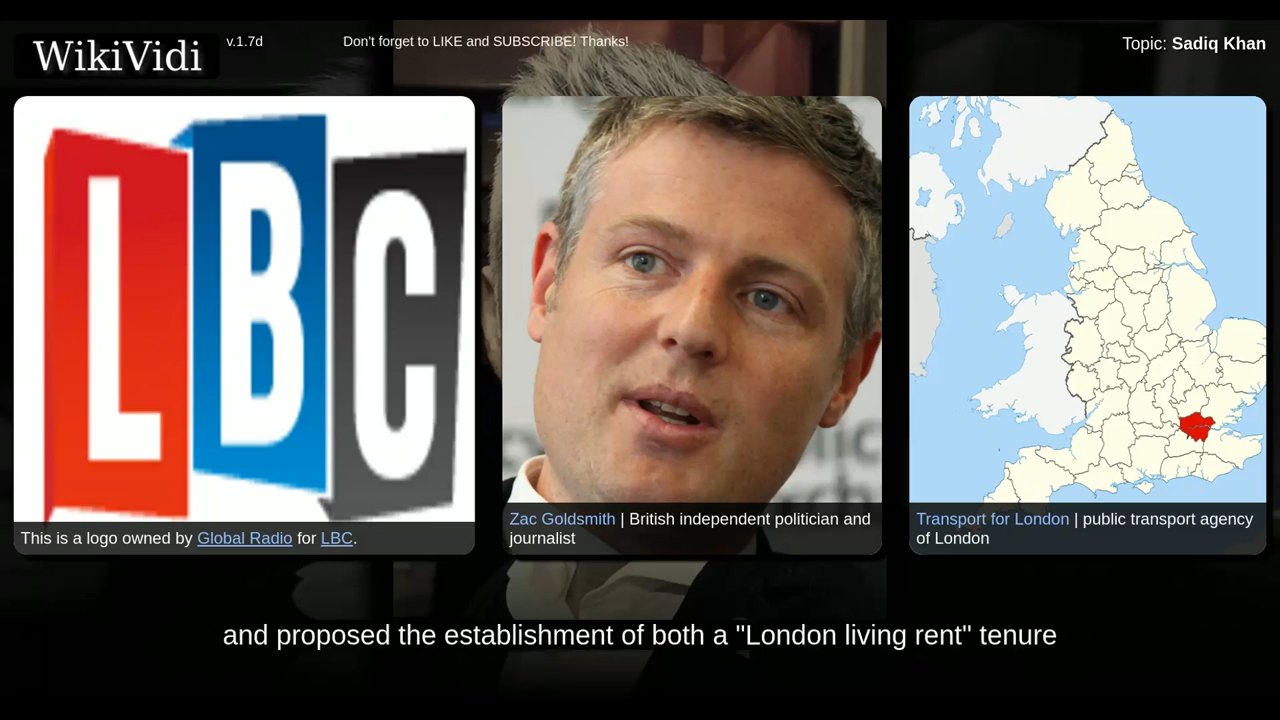 WikiVidi
v.1.7d
Don't forget to LIKE and SUBSCRIBE! Thanks!
Topic: Sadiq Khan
LBC
This is a logo owned by Global Radio for LBC.
Zac Goldsmith | British independent politician and
journalist
Transport for London | public transport agency
of London
and proposed the establishment of both a "London living rent" tenure